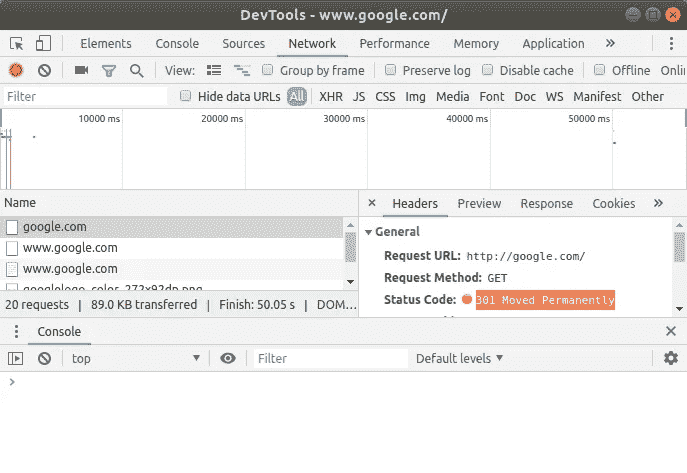 DevTools - www.google.com/
Elements Console Sources Network Performance Memory Application »
View: Group by frame Preserve log Disable cache Offline Onli
Filter Hide data URLs All XHR JS CSS Img Media Font Doc WS Manifest Other
10000 ms 20000 ms 30000 ms 40000 ms 50000 ms
Name
google.com
www.google.com
www.google.com
googlelogo_color_272x92dp.png
20 requests | 89.0 KB transferred | Finish: 50.05 s | DOM…
× Headers Preview Response Cookies »
General
Request URL: http://google.com/
Request Method: GET
Status Code: 301 Moved Permanently
Console
top Filter Default levels
>